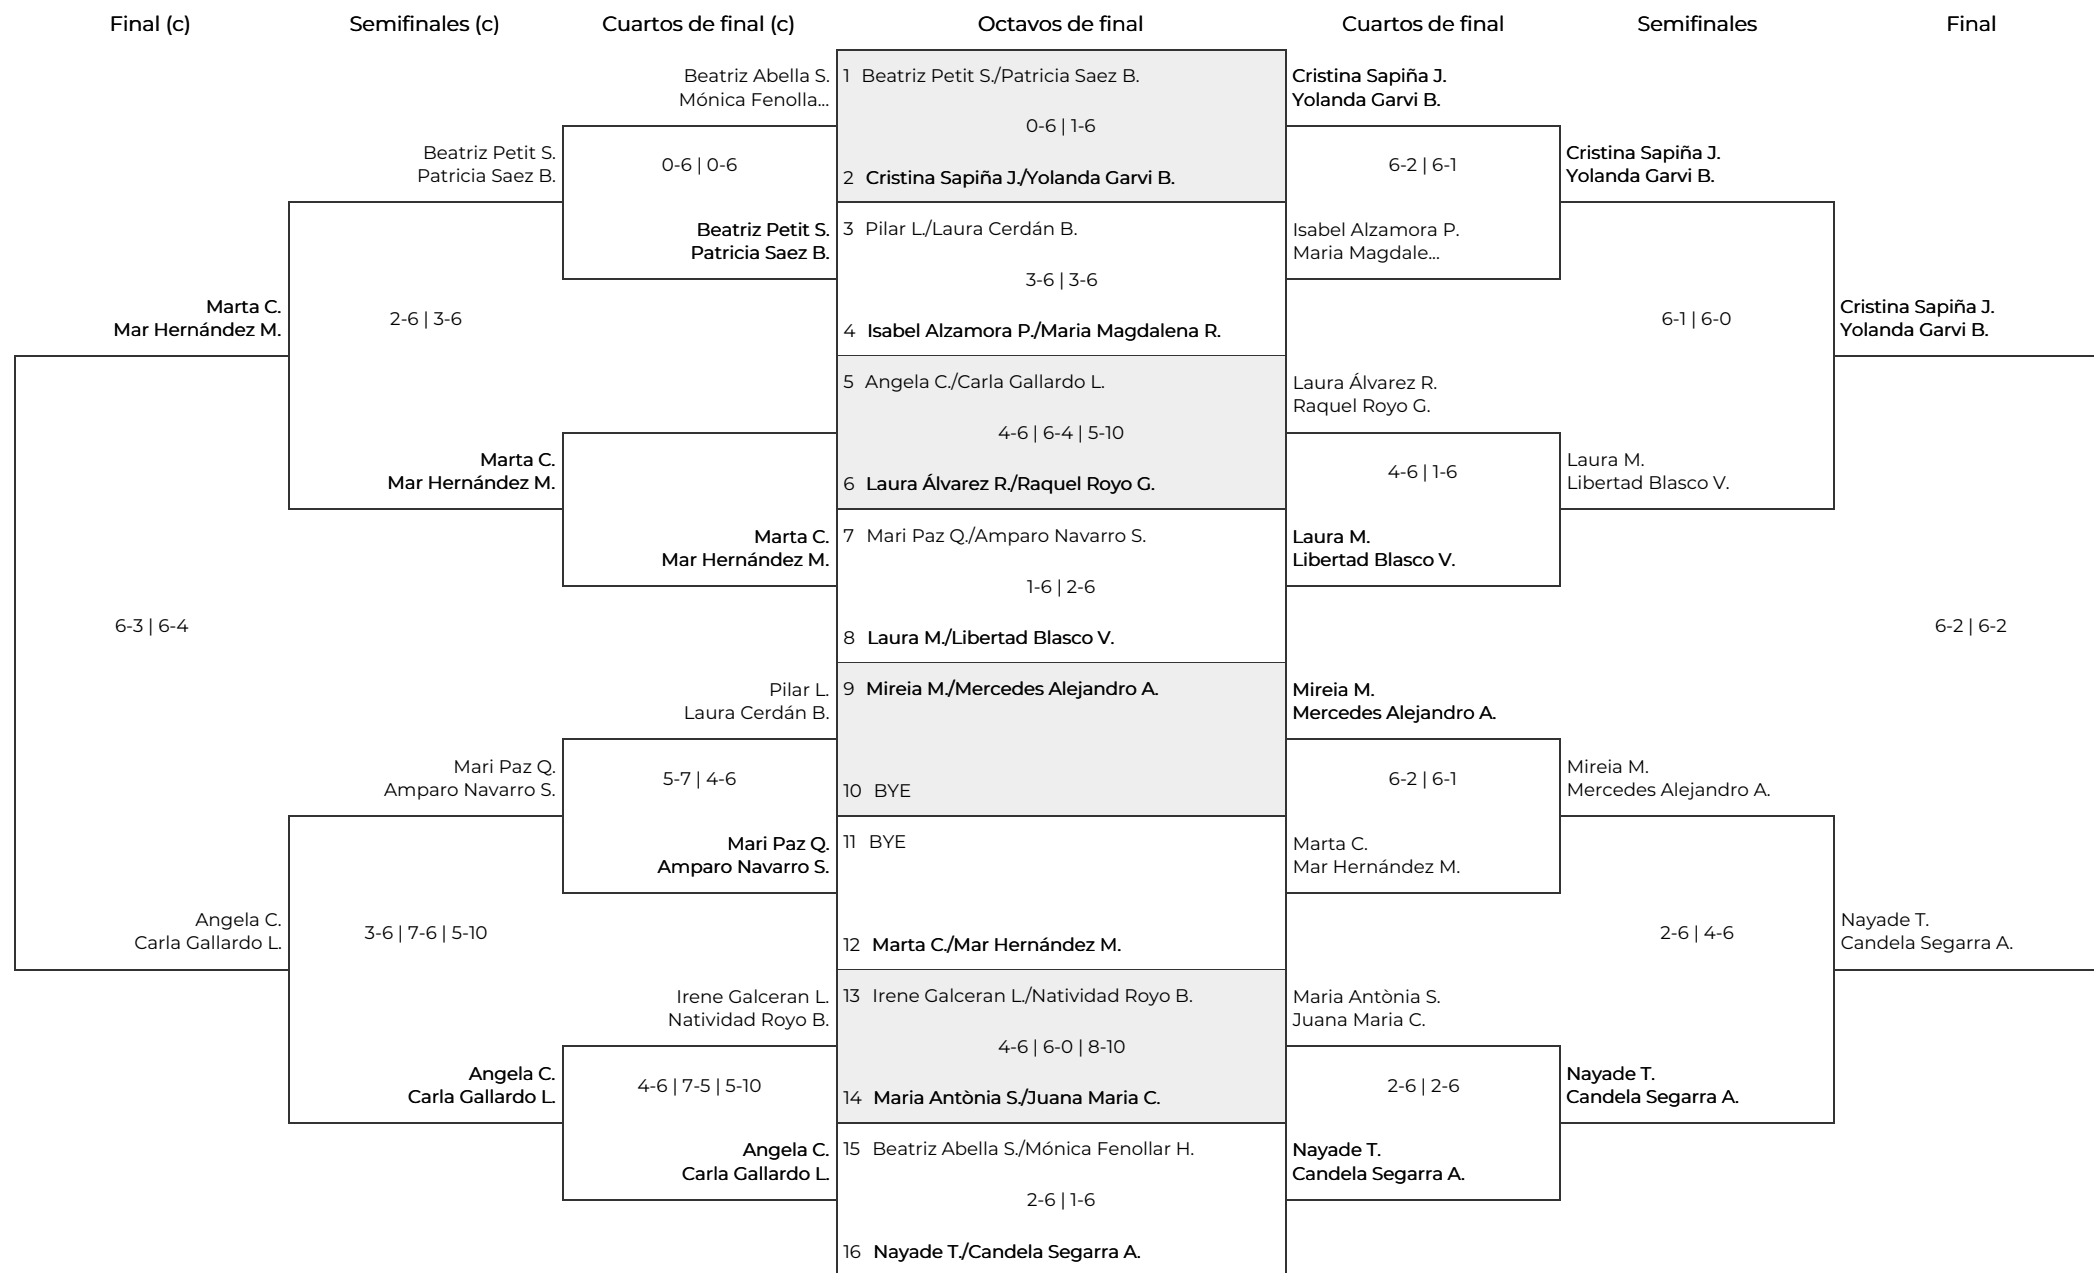 Final (c)
Semifinales (c)
Cuartos de final (c)
Octavos de final
Cuartos de final
Semifinales
Final
Marta C.
Mar Hernández M.
6-3 | 6-4
Angela C.
Carla Gallardo L.
Beatriz Petit S.
Patricia Saez B.
2-6 | 3-6
Marta C.
Mar Hernández M.
Mari Paz Q.
Amparo Navarro S.
3-6 | 7-6 | 5-10
Angela C.
Carla Gallardo L.
Beatriz Abella S.
Mónica Fenolla...
0-6 | 0-6
Beatriz Petit S.
Patricia Saez B.
Marta C.
Mar Hernández M.
Pilar L.
Laura Cerdán B.
5-7 | 4-6
Mari Paz Q.
Amparo Navarro S.
Irene Galceran L.
Natividad Royo B.
4-6 | 7-5 | 5-10
Angela C.
Carla Gallardo L.
1 Beatriz Petit S./Patricia Saez B.
0-6 | 1-6
2 Cristina Sapiña J./Yolanda Garvi B.
3 Pilar L./Laura Cerdán B.
3-6 | 3-6
4 Isabel Alzamora P./Maria Magdalena R.
5 Angela C./Carla Gallardo L.
4-6 | 6-4 | 5-10
6 Laura Álvarez R./Raquel Royo G.
7 Mari Paz Q./Amparo Navarro S.
1-6 | 2-6
8 Laura M./Libertad Blasco V.
9 Mireia M./Mercedes Alejandro A.
10 BYE
11 BYE
12 Marta C./Mar Hernández M.
13 Irene Galceran L./Natividad Royo B.
4-6 | 6-0 | 8-10
14 Maria Antònia S./Juana Maria C.
15 Beatriz Abella S./Mónica Fenollar H.
2-6 | 1-6
16 Nayade T./Candela Segarra A.
Cristina Sapiña J.
Yolanda Garvi B.
6-2 | 6-1
Isabel Alzamora P.
Maria Magdale...
Laura Álvarez R.
Raquel Royo G.
4-6 | 1-6
Laura M.
Libertad Blasco V.
Mireia M.
Mercedes Alejandro A.
6-2 | 6-1
Marta C.
Mar Hernández M.
Maria Antònia S.
Juana Maria C.
2-6 | 2-6
Nayade T.
Candela Segarra A.
Cristina Sapiña J.
Yolanda Garvi B.
6-1 | 6-0
Laura M.
Libertad Blasco V.
Mireia M.
Mercedes Alejandro A.
2-6 | 4-6
Nayade T.
Candela Segarra A.
Cristina Sapiña J.
Yolanda Garvi B.
6-2 | 6-2
Nayade T.
Candela Segarra A.